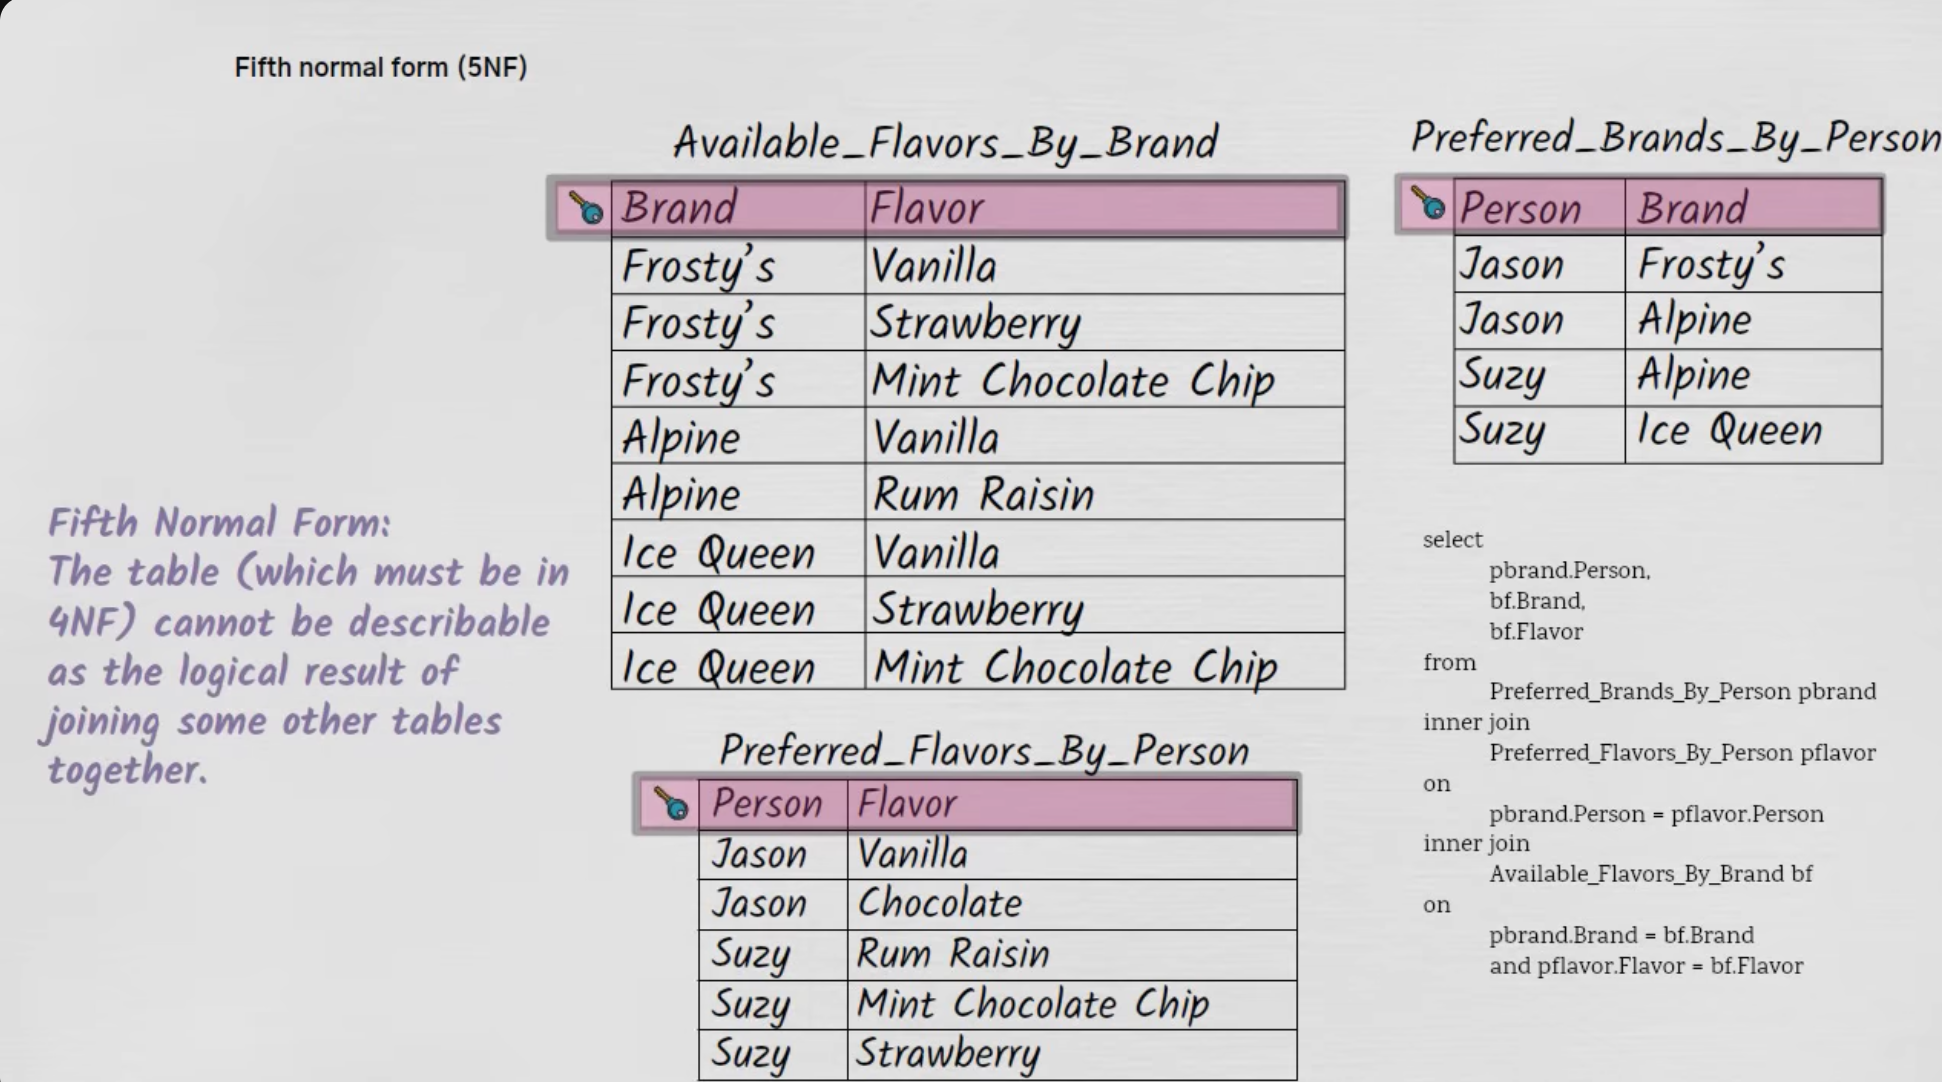 Fifth normal form (5NF)
Available_Flavors_By_Brand
Brand Flavor
Frosty's Vanilla
Frosty's Strawberry
Frosty's Mint Chocolate Chip
Alpine Vanilla
Alpine Rum Raisin
Ice Queen Vanilla
Ice Queen Strawberry
Ice Queen Mint Chocolate Chip
Preferred_Brands_By_Person
Person Brand
Jason Frosty's
Jason Alpine
Suzy Alpine
Suzy Ice Queen
Fifth Normal Form:
The table (which must be in
4NF) cannot be describable
as the logical result of
joining some other tables
together.
Preferred_Flavors_By_Person
Person Flavor
Jason Vanilla
Jason Chocolate
Suzy Rum Raisin
Suzy Mint Chocolate Chip
Suzy Strawberry
select
pbrand.Person,
bf.Brand,
bf.Flavor
from
Preferred_Brands_By_Person pbrand
inner join
Preferred_Flavors_By_Person pflavor
on
pbrand.Person = pflavor.Person
inner join
Available_Flavors_By_Brand bf
on
pbrand.Brand = bf.Brand
and pflavor.Flavor = bf.Flavor